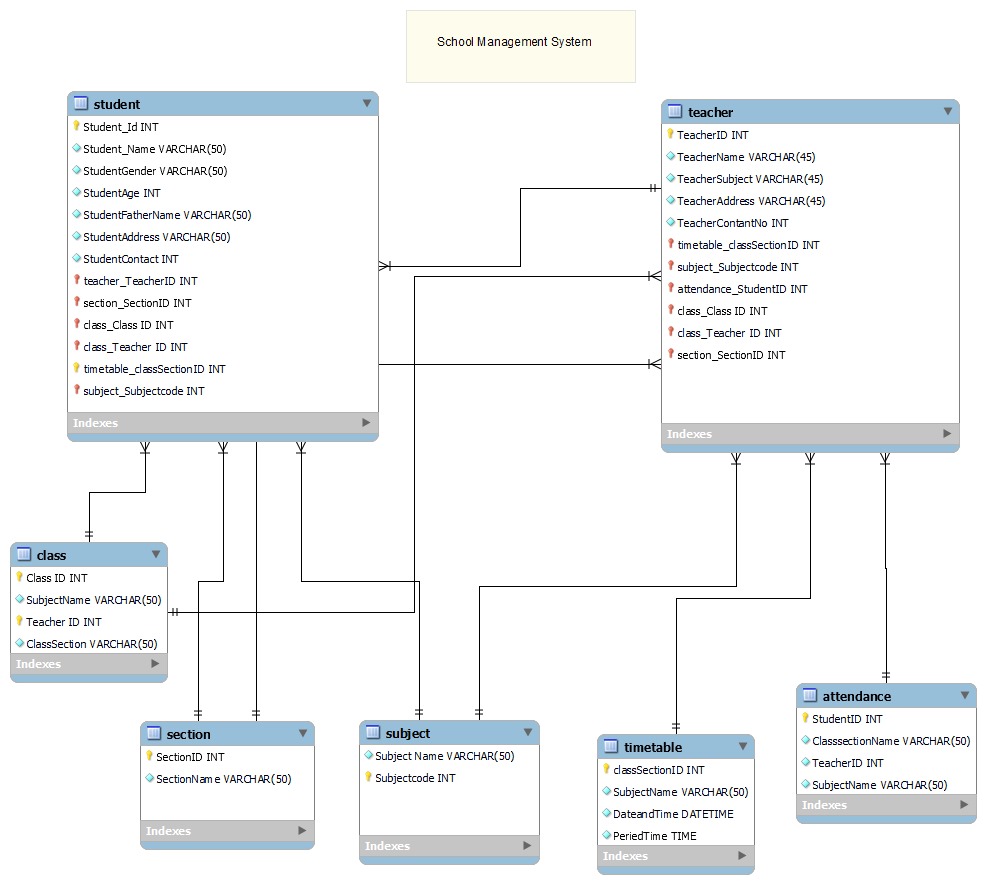 School Management System
student
Student_Id INT
Student_Name VARCHAR(50)
StudentGender VARCHAR(50)
StudentAge INT
StudentFatherName VARCHAR(50)
StudentAddress VARCHAR(50)
StudentContact INT
teacher_TeacherID INT
section_SectionID INT
class_Class ID INT
class_Teacher ID INT
timetable_classSectionID INT
subject_Subjectcode INT
Indexes
teacher
TeacherID INT
TeacherName VARCHAR(45)
TeacherSubject VARCHAR(45)
TeacherAddress VARCHAR(45)
TeacherContantNo INT
timetable_classSectionID INT
subject_Subjectcode INT
attendance_StudentID INT
class_Class ID INT
class_Teacher ID INT
section_SectionID INT
Indexes
class
Class ID INT
SubjectName VARCHAR(50)
Teacher ID INT
ClassSection VARCHAR(50)
Indexes
section
SectionID INT
SectionName VARCHAR(50)
Indexes
subject
Subject Name VARCHAR(50)
Subjectcode INT
Indexes
timetable
classSectionID INT
SubjectName VARCHAR(50)
DateandTime DATETIME
PeriedTime TIME
Indexes
attendance
StudentID INT
ClasssectionName VARCHAR(50)
TeacherID INT
SubjectName VARCHAR(50)
Indexes